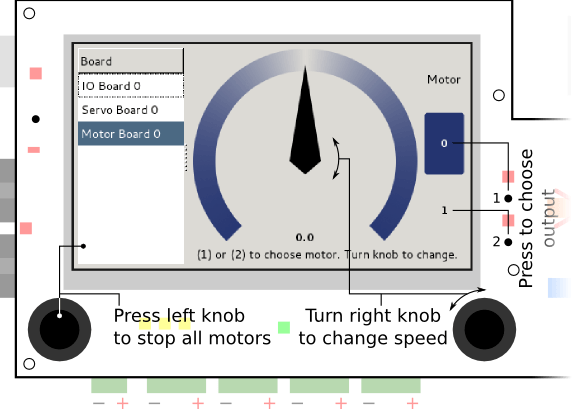 Board
IO Board 0
Servo Board 0
Motor Board 0
Motor
0
1
0.0
(1) or (2) to choose motor. Turn knob to change.
1
2
Press to choose
output
Press left knob
to stop all motors
Turn right knob
to change speed
− + − + − + − + − +